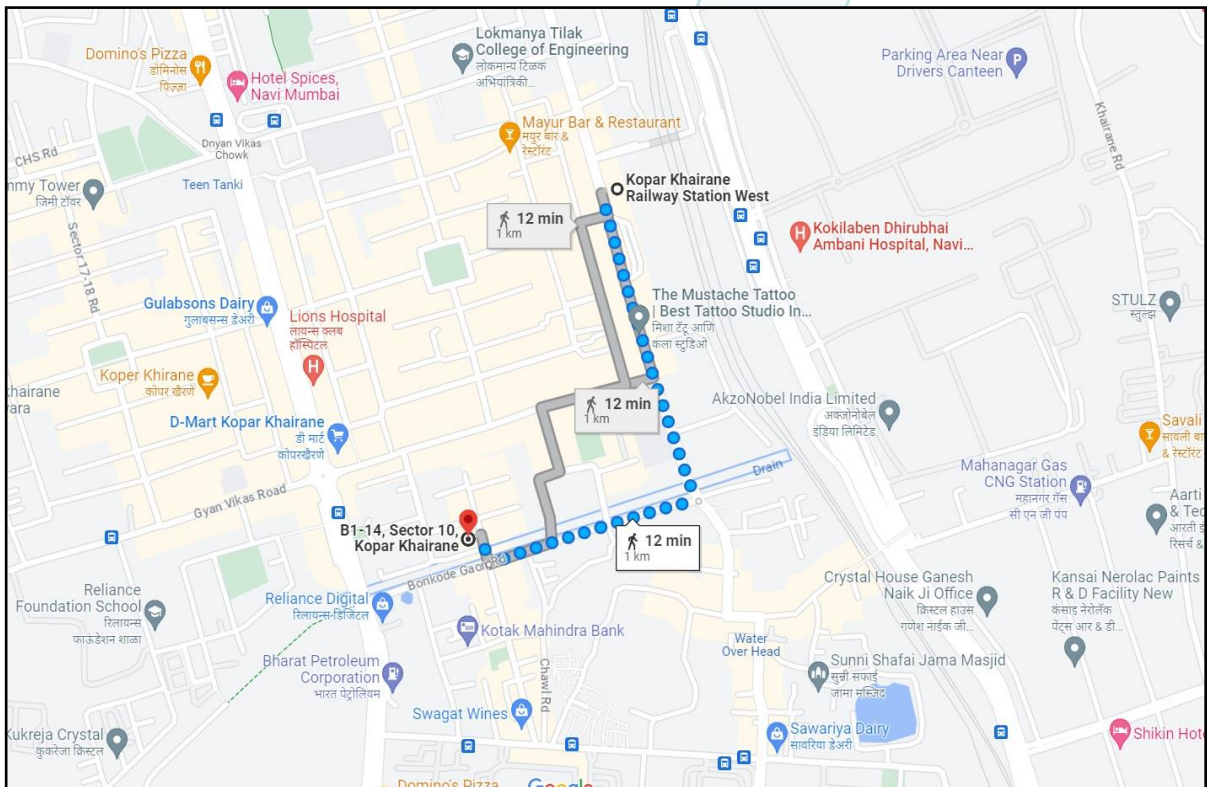 Lokmanya Tilak
College of Engineering
लोकमान्य टिळक
अभियांत्रिकी...
Domino's Pizza
डोमिनोस
पिज़्ज़ा
Hotel Spices,
Navi Mumbai
Parking Area Near
Drivers Canteen
Khairane Rd
Mayur Bar & Restaurant
मयुर बार &
रेस्टॉरंट
Dnyan Vikas
Chowk
CHS Rd
Teen Tanki
mmy Tower
जिमी टॉवर
Kopar Khairane
Railway Station West
12 min
1 km
Kokilaben Dhirubhai
Ambani Hospital, Navi...
Sector 17-18 Rd
Gulabsons Dairy
गुलाबसन्स डेअरी
Lions Hospital
लायन्स क्लब
हॉस्पिटल
The Mustache Tattoo
| Best Tattoo Studio In...
मिशा टॅटू आणि
कला स्टुडिओ
STULZ
स्तुल्झ
Koper Khirane
कोपर खैरणे
khairane
ara
12 min
1 km
AkzoNobel India Limited
अक्जोनोबेल
इंडिया लिमिटेड
D-Mart Kopar Khairane
डी मार्ट
कोपरखैरणे
Savali
सावली बा
& रेस्टॉरंट
Drain
Mahanagar Gas
CNG Station
महानगर गॅस
सी एन जी पंप
Gyan Vikas Road
Aarti
& Tec
आरती इं
रिसर्च &
B1-14, Sector 10,
Kopar Khairane
12 min
1 km
Bonkode Gaon Rd
Reliance
Foundation School
रिलायन्स
फाऊंडेशन शाळा
Reliance Digital
रिलायन्स-डिजिटल
Crystal House Ganesh
Naik Ji Office
क्रिस्टल हाउस
गणेश नाईक जी...
Kansai Nerolac Paints
R & D Facility New
कंसाइ नेरोलॅक
पेंट्स आर & डी...
Kotak Mahindra Bank
Water
Over Head
Bharat Petroleum
Corporation
भारत पेट्रोलियम
Chawl Rd
Sunni Shafai Jama Masjid
सुन्नी सफाई
जामा मस्जिद
Swagat Wines
Sawariya Dairy
सावरिया डेअरी
Kukreja Crystal
कुकरेजा क्रिस्टल
Shikin Hote
Domino's Pizza
Google